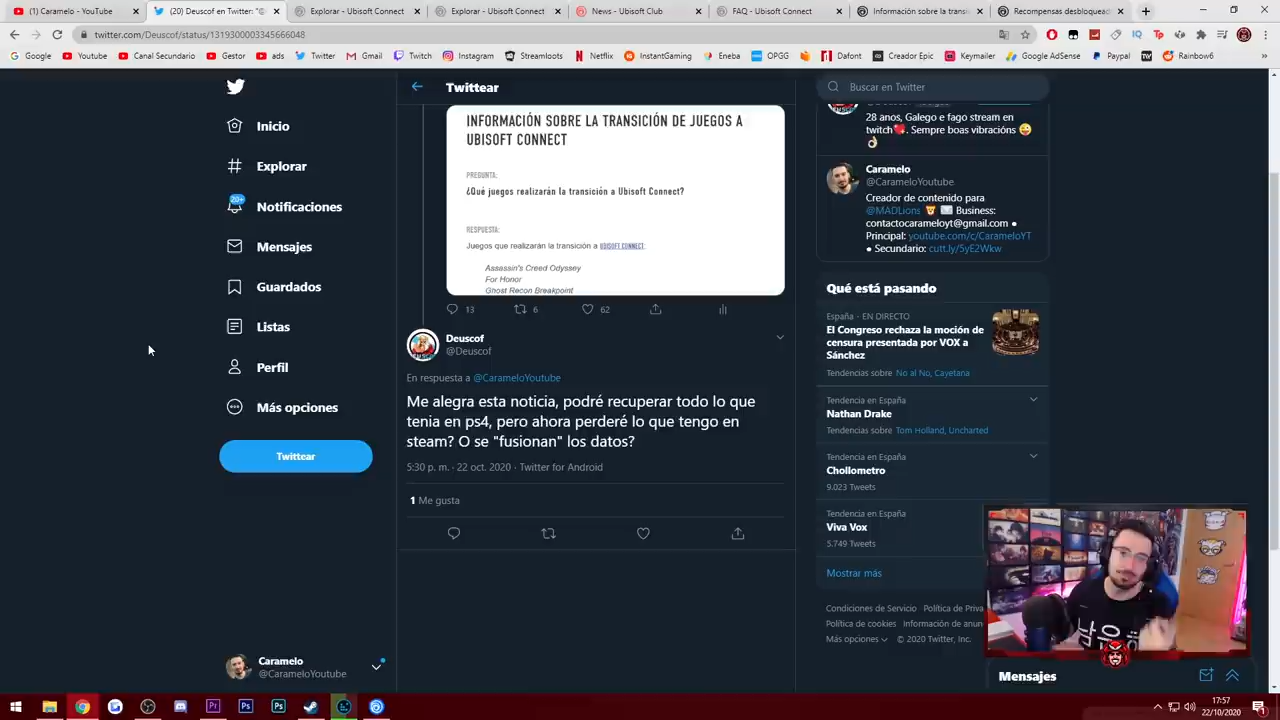 (1) Caramelo - YouTube
(20) Deuscof en Twitter: "@
Explorar - Ubisoft Connect
Explorar - Ubisoft Connect
Misiones - Ubisoft Club
FAQ - Ubisoft Connect
Recompensas desbloqueadas
twitter.com/Deuscof/status/1319300003345666048
Google
Youtube
Canal Secundario
Gestor
ads
Twitter
Gmail
Twitch
Instagram
Streamloots
Netflix
InstantGaming
Eneba
OPGG
Dafont
Creador Epic
Keymailer
Google AdSense
Patreon
Rainbow6
»
Twittear
Buscar en Twitter
Inicio
Explorar
20+
Notificaciones
Mensajes
Guardados
Listas
Perfil
Más opciones
Twittear
Caramelo
@CarameloYoutube
INFORMACIÓN SOBRE LA TRANSICIÓN DE JUEGOS A
UBISOFT CONNECT
PREGUNTA:
¿Qué juegos realizarán la transición a Ubisoft Connect?
RESPUESTA:
Juegos que realizarán la transición a UBISOFT CONNECT:
Assassin's Creed Odyssey
For Honor
Ghost Recon Breakpoint
13
6
62
Deuscof
@Deuscof
En respuesta a @CarameloYoutube
Me alegra esta noticia, podré recuperar todo lo que
tenia en ps4, pero ahora perderé lo que tengo en
steam? O se "fusionan" los datos?
5:30 p. m. · 22 oct. 2020 · Twitter for Android
1 Me gusta
28 anos, Galego e fago stream en
twitch. Sempre boas vibracións
Caramelo
@CarameloYoutube
Creador de contenido para
@MADLions Business:
contactocarameloyt@gmail.com ●
Principal: youtube.com/c/CarameloYT
● Secundario: cutt.ly/5yE2Wkw
Qué está pasando
España · EN DIRECTO
El Congreso rechaza la moción de
censura presentada por VOX a
Sánchez
Tendencias sobre No al No, Cayetana
Tendencia en España
Nathan Drake
Tendencias sobre Tom Holland, Uncharted
Tendencia en España
Chollometro
9.023 Tweets
Tendencia en España
Viva Vox
5.749 Tweets
Mostrar más
Condiciones de Servicio Política de Priva
Política de cookies Información de anun
Más opciones © 2020 Twitter, Inc.
Mensajes
17:57
22/10/2020